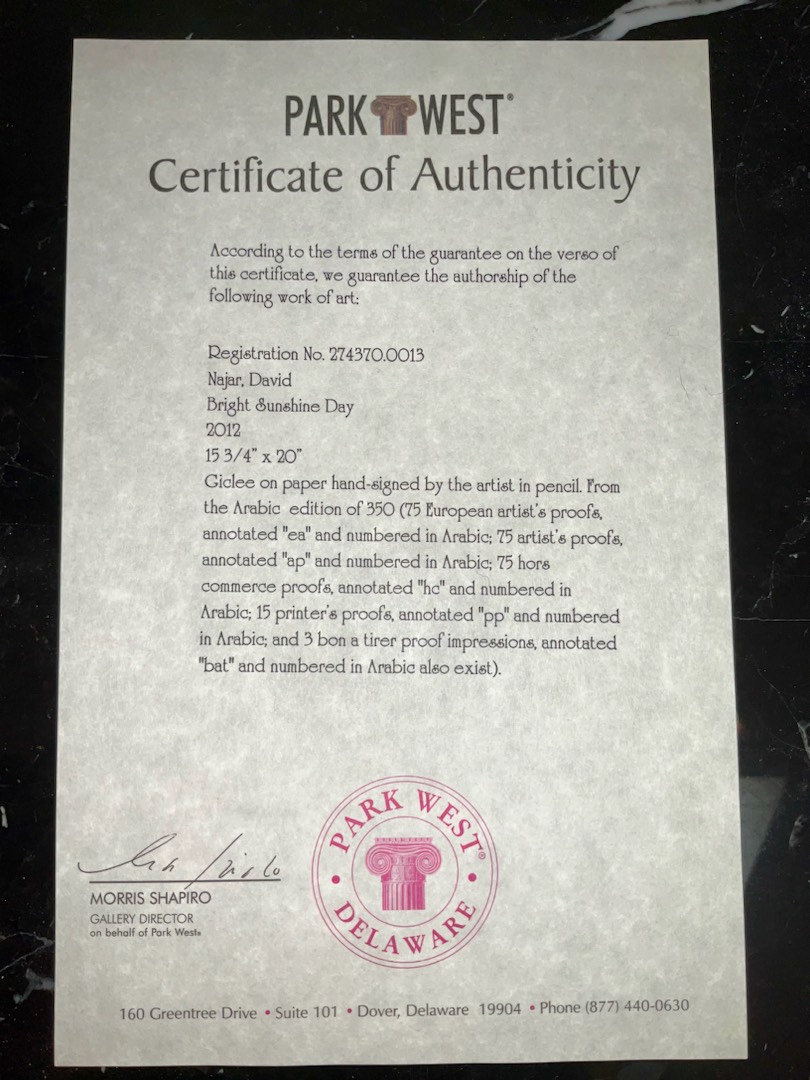 PARK WEST®
Certificate of Authenticity
According to the terms of the guarantee on the verso of
this certificate, we guarantee the authorship of the
following work of art:
Registration No. 274370.0013
Najar, David
Bright Sunshine Day
2012
15 3/4" x 20"
Giclee on paper hand-signed by the artist in pencil. From
the Arabic edition of 350 (75 European artist's proofs,
annotated "ea" and numbered in Arabic; 75 artist's proofs,
annotated "ap" and numbered in Arabic; 75 hors
commerce proofs, annotated "hc" and numbered in
Arabic; 15 printer's proofs, annotated "pp" and numbered
in Arabic; and 3 bon a tirer proof impressions, annotated
"bat" and numbered in Arabic also exist).
MORRIS SHAPIRO
GALLERY DIRECTOR
on behalf of Park West®
PARK WEST®
• DELAWARE •
160 Greentree Drive • Suite 101 • Dover, Delaware 19904 • Phone (877) 440-0630